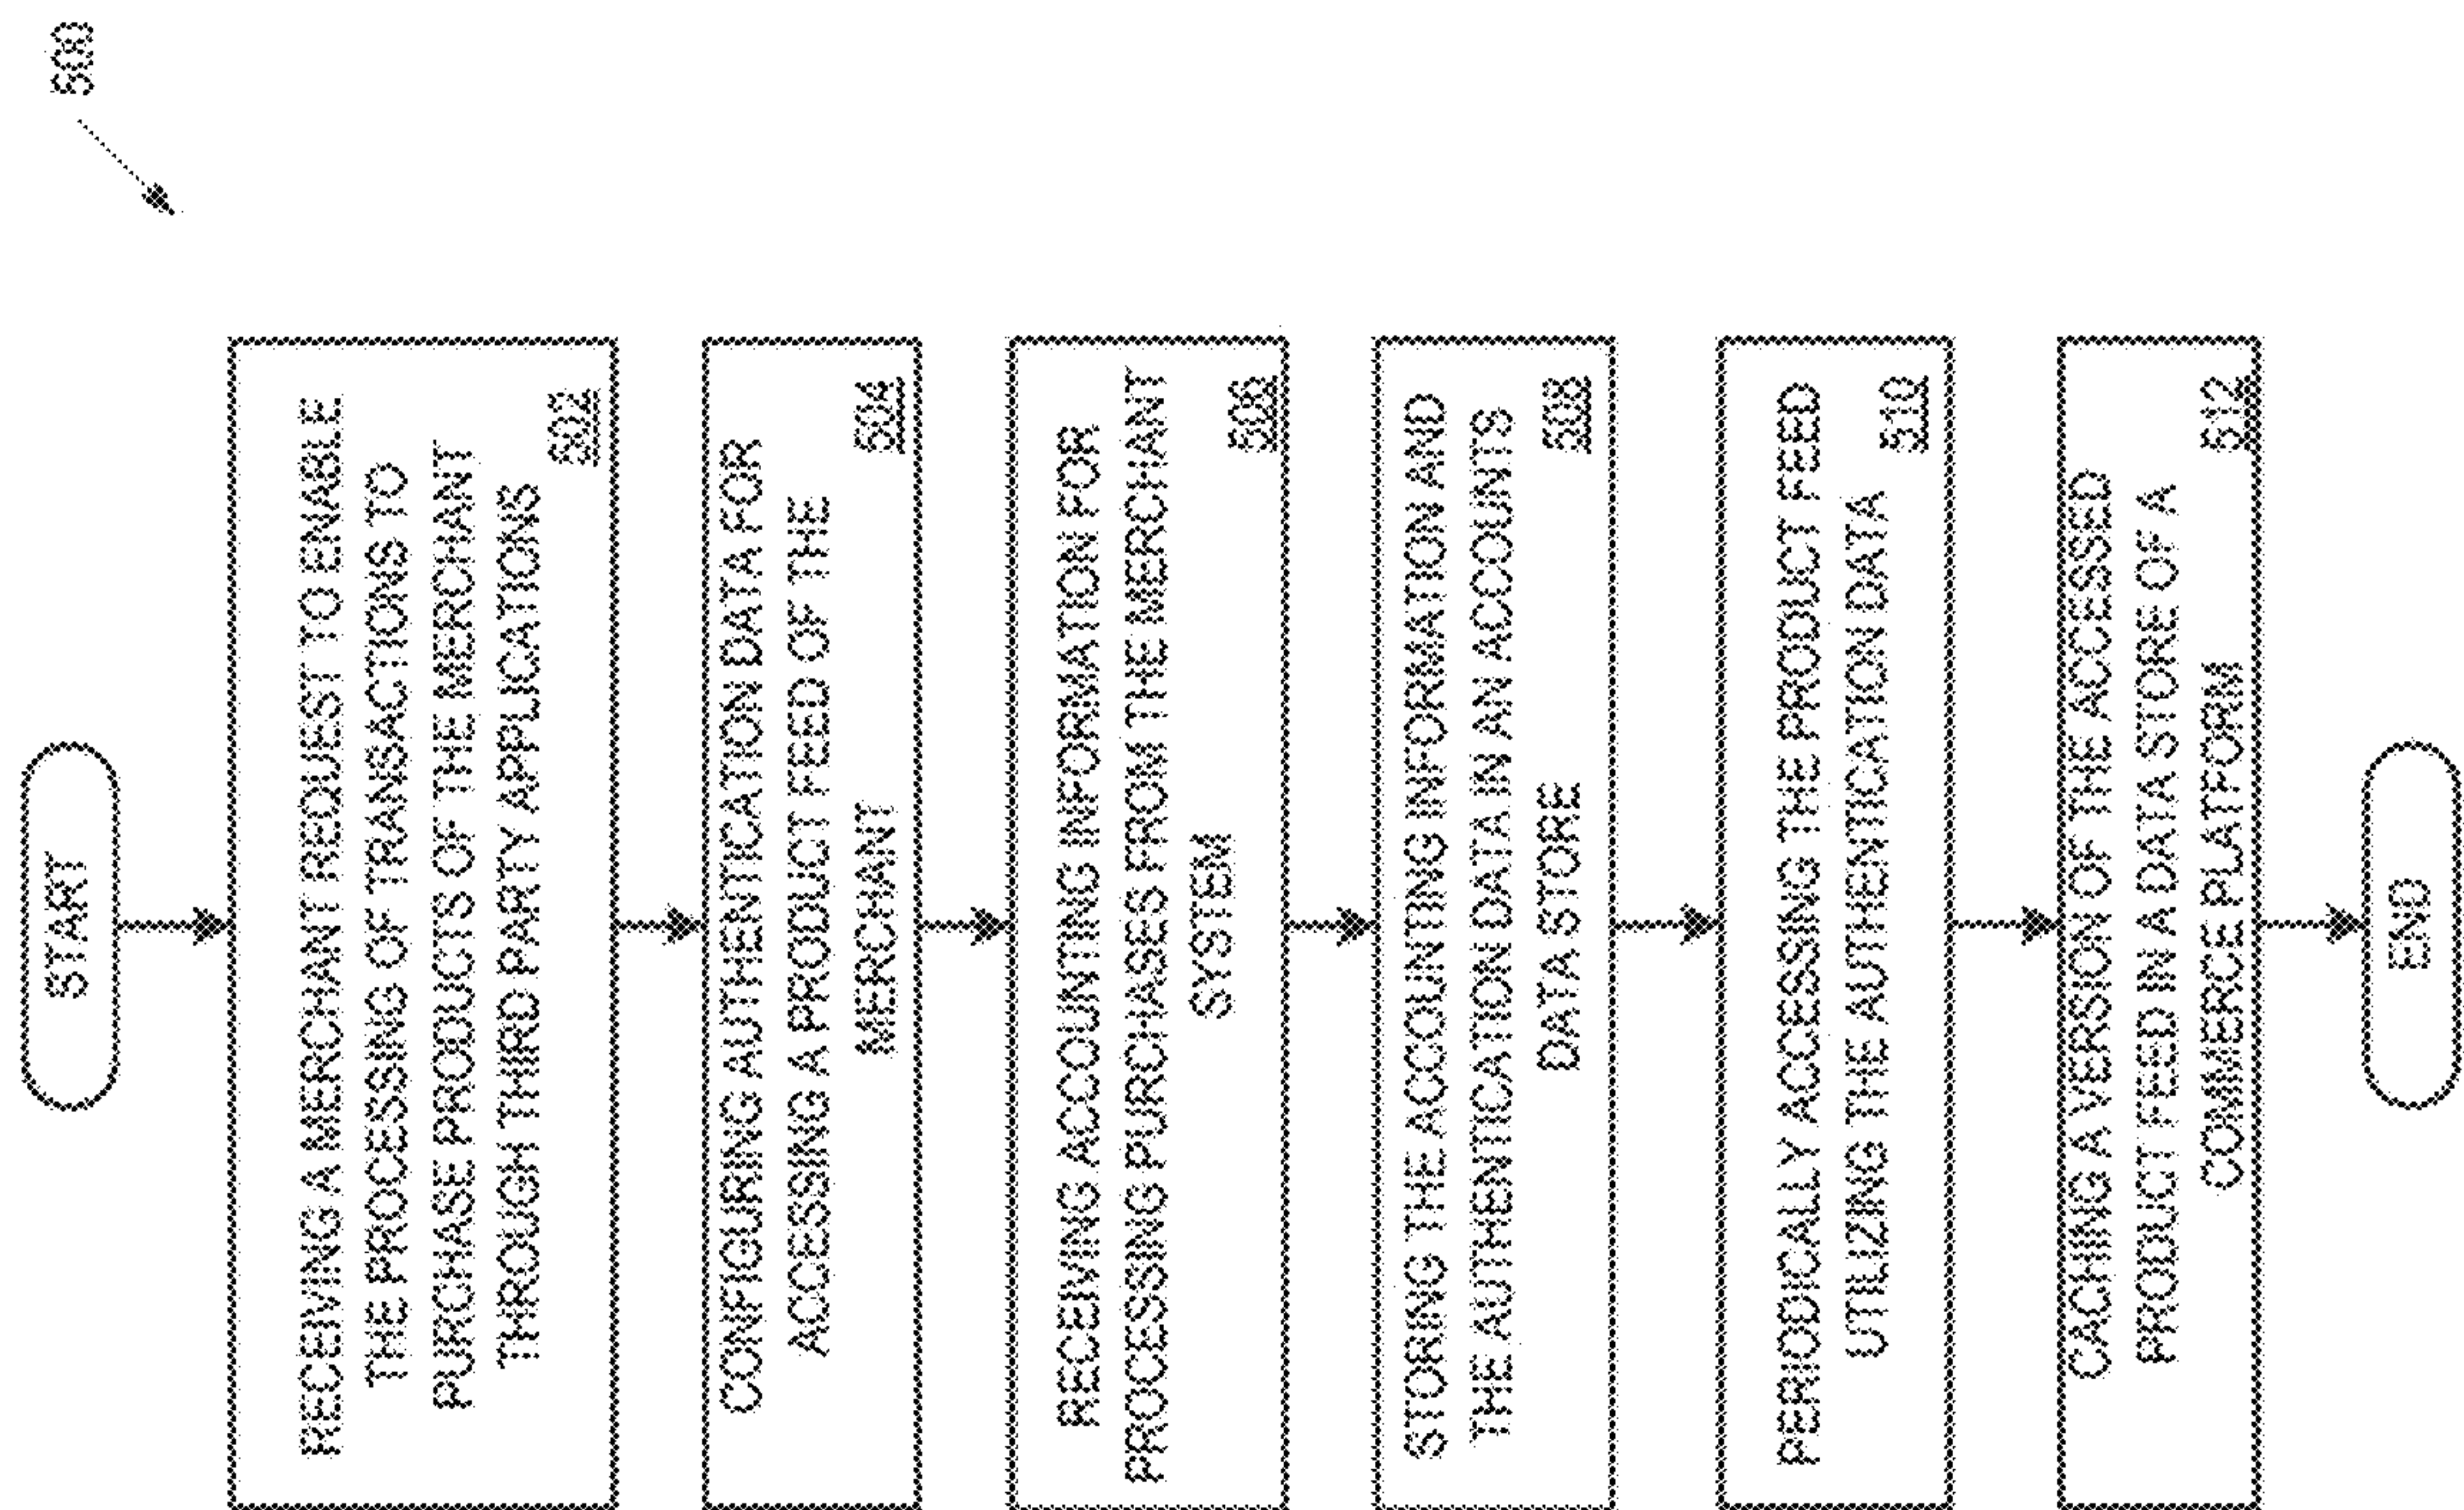 500
START
RECEIVING A MERCHANT REQUEST TO ENABLE
THE PROCESSING OF TRANSACTIONS TO
PURCHASE PRODUCTS OF THE MERCHANT
THROUGH THIRD PARTY APPLICATIONS
502
CONFIGURING AUTHENTICATION DATA FOR
ACCESSING A PRODUCT FEED OF THE
MERCHANT
504
RECEIVING ACCOUNTING INFORMATION FOR
PROCESSING PURCHASES FROM THE MERCHANT
SYSTEM
506
STORING THE ACCOUNTING INFORMATION AND
THE AUTHENTICATION DATA IN AN ACCOUNTS
DATA STORE
508
PERIODICALLY ACCESSING THE PRODUCT FEED
UTILIZING THE AUTHENTICATION DATA
510
CACHING A VERSION OF THE ACCESSED
PRODUCT FEED IN A DATA STORE OF A
COMMERCE PLATFORM
512
END